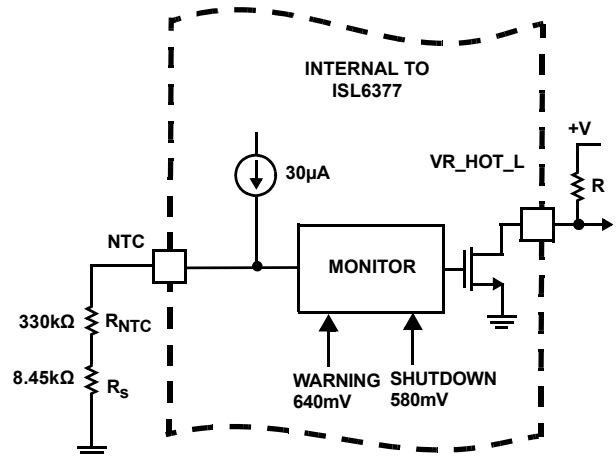 INTERNAL TO
ISL6377
+V
VR_HOT_L
R
30µA
NTC
MONITOR
330kΩ
RNTC
8.45kΩ
Rs
WARNING
640mV
SHUTDOWN
580mV